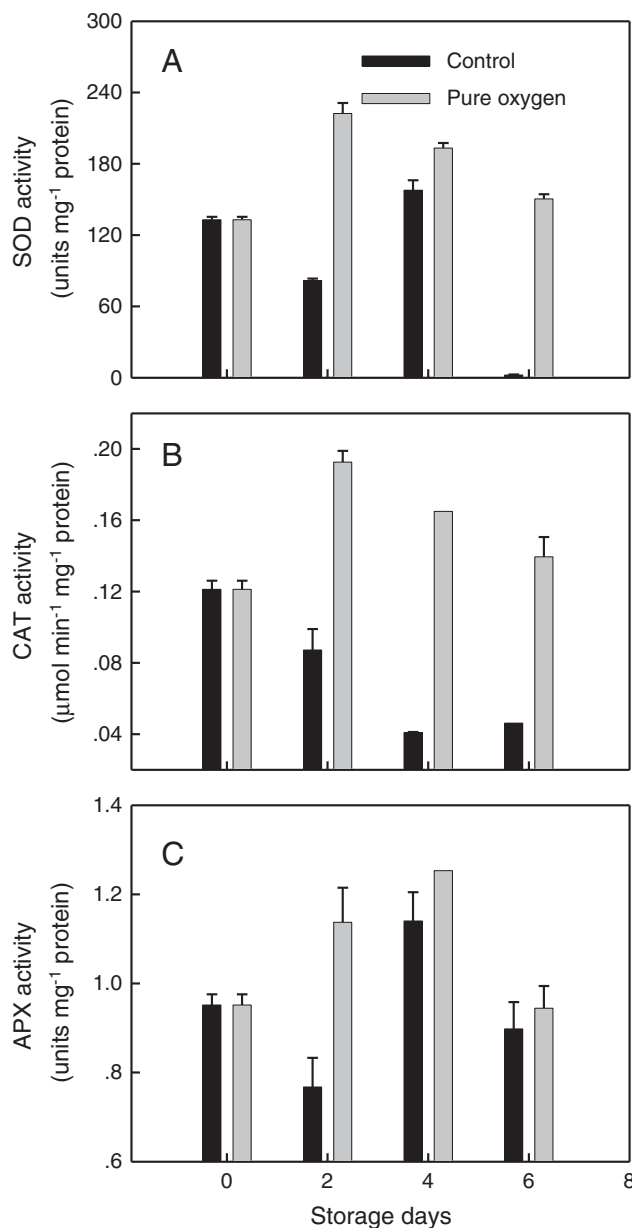 300
240
180
120
60
0
SOD activity
(units mg⁻¹ protein)
A
Control
Pure oxygen
.20
.16
.12
.08
.04
CAT activity
(μmol min⁻¹ mg⁻¹ protein)
B
1.4
1.2
1.0
.8
.6
APX activity
(units mg⁻¹ protein)
C
0 2 4 6 8
Storage days